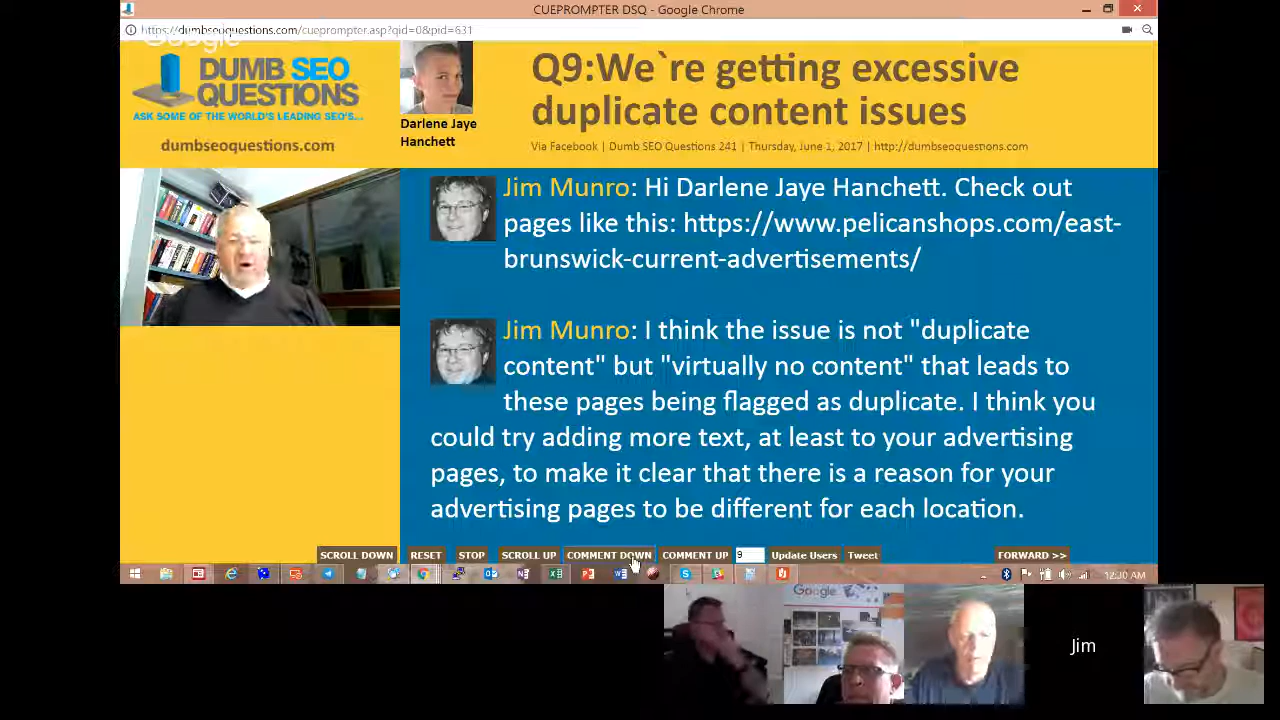 CUEPROMPTER DSQ - Google Chrome
https://dumbseoquestions.com/cueprompter.asp?qid=0&pid=631
Google
DUMB SEO
QUESTIONS
ASK SOME OF THE WORLD'S LEADING SEO'S...
dumbseoquestions.com
Darlene Jaye
Hanchett
Q9:We`re getting excessive
duplicate content issues
Via Facebook | Dumb SEO Questions 241 | Thursday, June 1, 2017 | http://dumbseoquestions.com
Jim Munro: Hi Darlene Jaye Hanchett. Check out
pages like this: https://www.pelicanshops.com/east-
brunswick-current-advertisements/
Jim Munro: I think the issue is not "duplicate
content" but "virtually no content" that leads to
these pages being flagged as duplicate. I think you
could try adding more text, at least to your advertising
pages, to make it clear that there is a reason for your
advertising pages to be different for each location.
SCROLL DOWN RESET STOP SCROLL UP COMMENT DOWN COMMENT UP 9 Update Users Tweet FORWARD >>
12:30 AM
Google
Jim